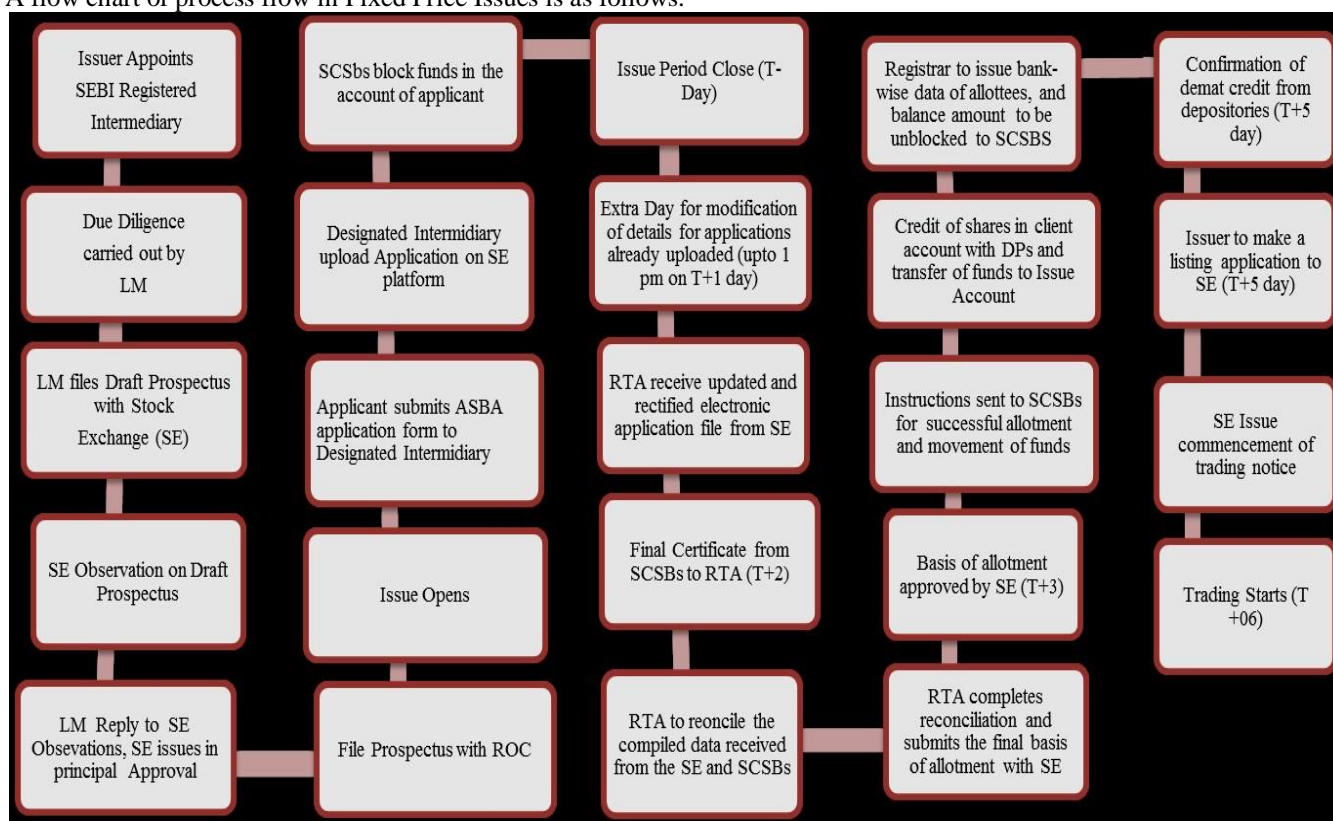 A flow chart of process flow in Fixed Price Issues is as follows:
Issuer Appoints
SEBI Registered
Intermediary
Due Diligence
carried out by
LM
LM files Draft Prospectus
with Stock
Exchange (SE)
SE Observation on Draft
Prospectus
LM Reply to SE
Obsevations, SE issues in
principal Approval
SCSbs block funds in the
account of applicant
Designated Intermidiary
upload Application on SE
platform
Applicant submits ASBA
application form to
Designated Intermidiary
Issue Opens
File Prospectus with ROC
Issue Period Close (T-
Day)
Extra Day for modification
of details for applications
already uploaded (upto 1
pm on T+1 day)
RTA receive updated and
rectified electronic
application file from SE
Final Certificate from
SCSBs to RTA (T+2)
RTA to reoncile the
compiled data received
from the SE and SCSBs
Registrar to issue bank-
wise data of allottees, and
balance amount to be
unblocked to SCSBS
Credit of shares in client
account with DPs and
transfer of funds to Issue
Account
Instructions sent to SCSBs
for successful allotment
and movement of funds
Basis of allotment
approved by SE (T+3)
RTA completes
reconciliation and
submits the final basis
of allotment with SE
Confirmation of
demat credit from
depositories (T+5
day)
Issuer to make a
listing application to
SE (T+5 day)
SE Issue
commencement of
trading notice
Trading Starts (T
+06)